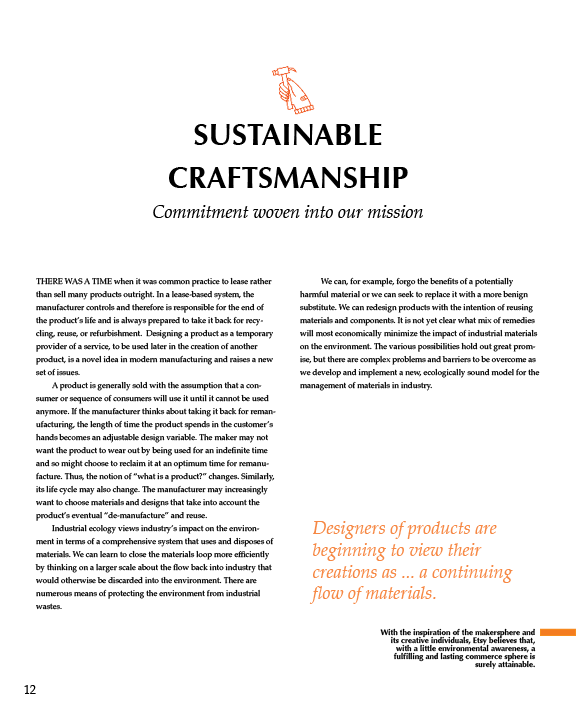 SUSTAINABLE
CRAFTSMANSHIP
Commitment woven into our mission
THERE WAS A TIME when it was common practice to lease rather
than sell many products outright. In a lease-based system, the
manufacturer controls and therefore is responsible for the end of
the product's life and is always prepared to take it back for recy-
cling, reuse, or refurbishment.  Designing a product as a temporary
provider of a service, to be used later in the creation of another
product, is a novel idea in modern manufacturing and raises a new
set of issues.
A product is generally sold with the assumption that a con-
sumer or sequence of consumers will use it until it cannot be used
anymore. If the manufacturer thinks about taking it back for reman-
ufacturing, the length of time the product spends in the customer's
hands becomes an adjustable design variable. The maker may not
want the product to wear out by being used for an indefinite time
and so might choose to reclaim it at an optimum time for remanu-
facture. Thus, the notion of "what is a product?" changes. Similarly,
its life cycle may also change. The manufacturer may increasingly
want to choose materials and designs that take into account the
product's eventual "de-manufacture" and reuse.
Industrial ecology views industry's impact on the environ-
ment in terms of a comprehensive system that uses and disposes of
materials. We can learn to close the materials loop more efficiently
by thinking on a larger scale about the flow back into industry that
would otherwise be discarded into the environment. There are
numerous means of protecting the environment from industrial
wastes.
We can, for example, forgo the benefits of a potentially
harmful material or we can seek to replace it with a more benign
substitute. We can redesign products with the intention of reusing
materials and components. It is not yet clear what mix of remedies
will most economically minimize the impact of industrial materials
on the environment. The various possibilities hold out great prom-
ise, but there are complex problems and barriers to be overcome as
we develop and implement a new, ecologically sound model for the
management of materials in industry.
Designers of products are
beginning to view their
creations as ... a continuing
flow of materials.
With the inspiration of the makersphere and
its creative individuals, Etsy believes that,
with a little environmental awareness, a
fulfilling and lasting commerce sphere is
surely attainable.
12